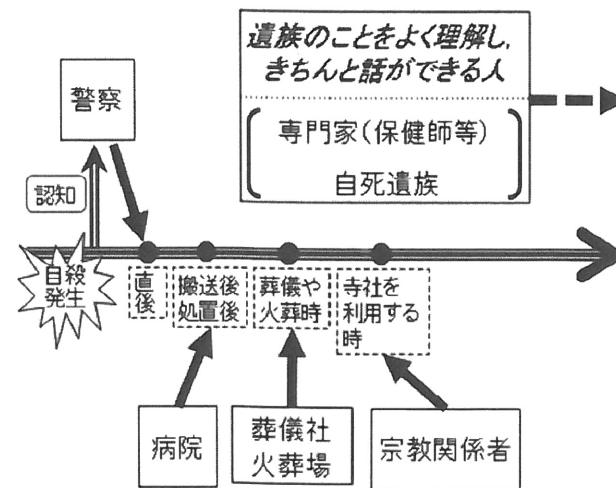 遺族のことをよく理解し,
きちんと話ができる人
専門家(保健師等)
自死遺族
警察
認知
自殺
発生
直後
搬送後
処置後
葬儀や
火葬時
寺社を
利用する
時
病院
葬儀社
火葬場
宗教関係者